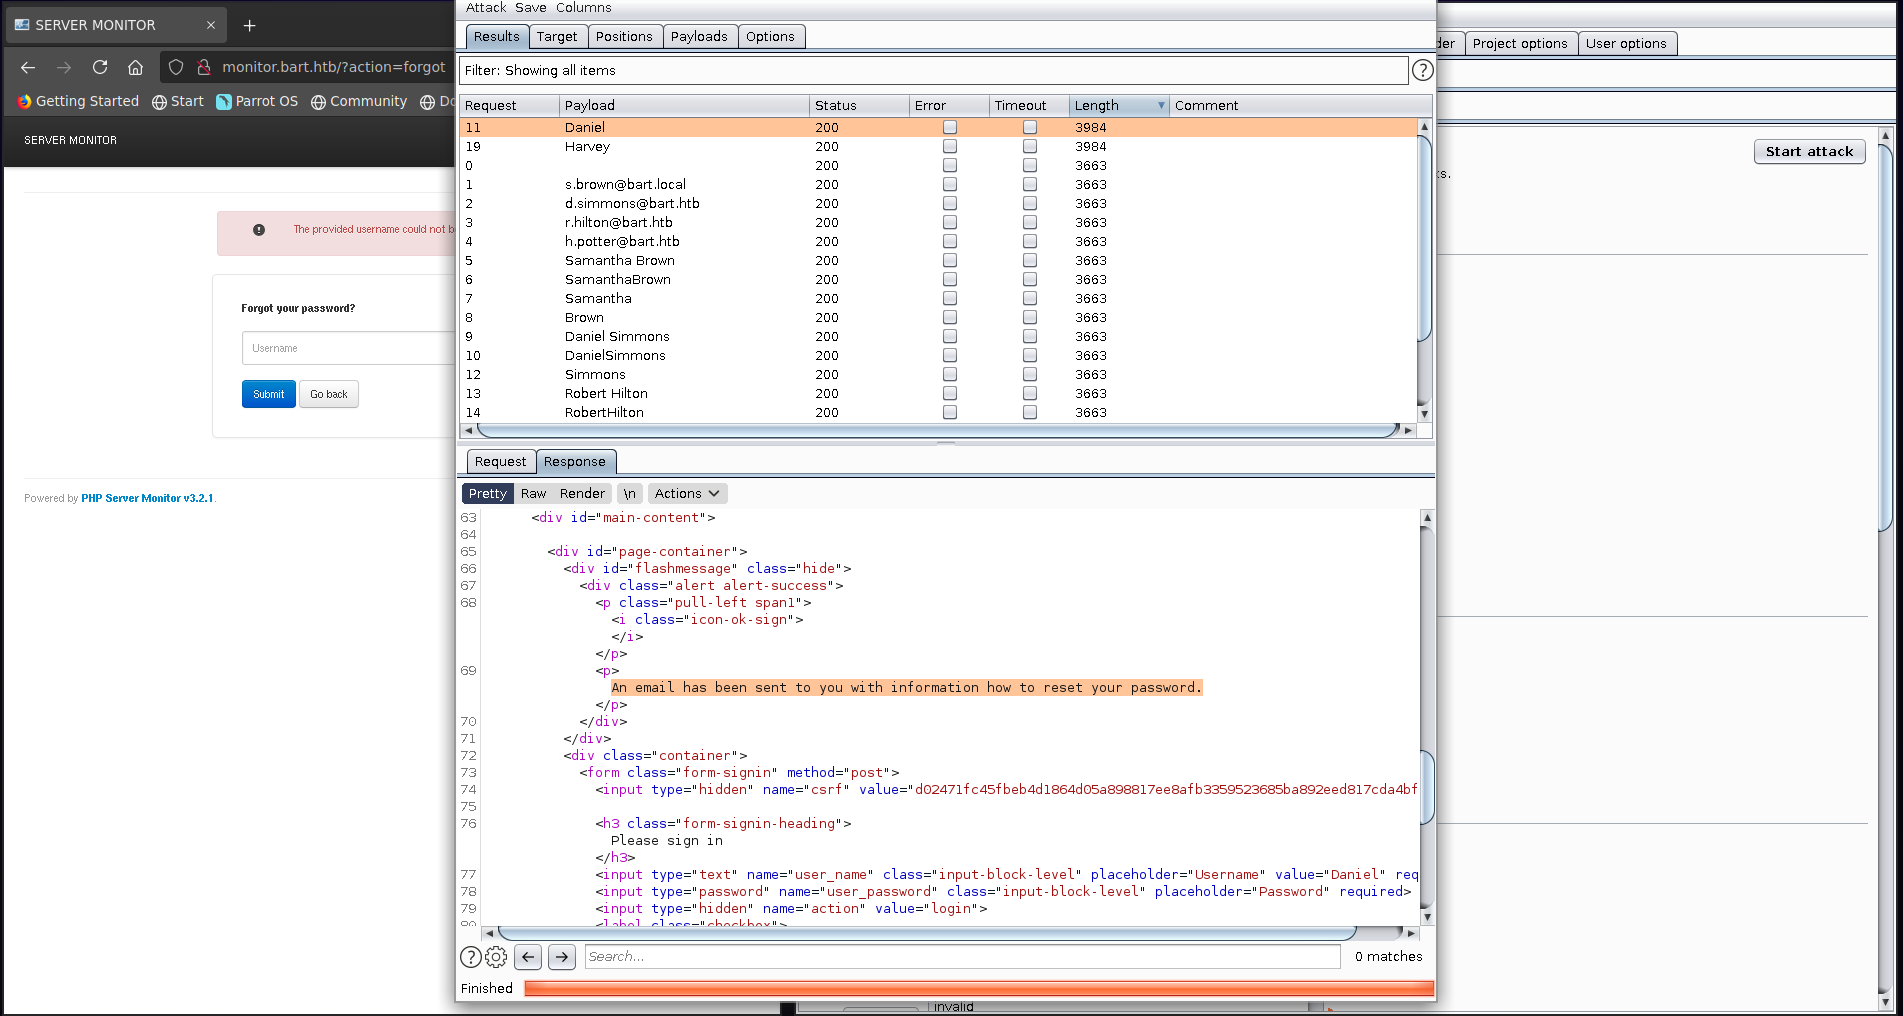 SERVER MONITOR
monitor.bart.htb/?action=forgot
Getting Started Start Parrot OS Community
SERVER MONITOR
The provided username could not
Forgot your password?
Username
Submit Go back
Powered by PHP Server Monitor v3.2.1.
Attack Save Columns
Results Target Positions Payloads Options
Filter: Showing all items
Request Payload Status Error Timeout Length Comment
11 Daniel 200 3984
19 Harvey 200 3984
0 200 3663
1 s.brown@bart.local 200 3663
2 d.simmons@bart.htb 200 3663
3 r.hilton@bart.htb 200 3663
4 h.potter@bart.htb 200 3663
5 Samantha Brown 200 3663
6 SamanthaBrown 200 3663
7 Samantha 200 3663
8 Brown 200 3663
9 Daniel Simmons 200 3663
10 DanielSimmons 200 3663
12 Simmons 200 3663
13 Robert Hilton 200 3663
14 RobertHilton 200 3663
Request Response
Pretty Raw Render \n Actions
63 <div id="main-content">
64
65 <div id="page-container">
66 <div id="flashmessage" class="hide">
67 <div class="alert alert-success">
68 <p class="pull-left span1">
<i class="icon-ok-sign">
</i>
</p>
69 <p>
An email has been sent to you with information how to reset your password.
</p>
70 </div>
71 </div>
72 <div class="container">
73 <form class="form-signin" method="post">
74 <input type="hidden" name="csrf" value="d02471fc45fbeb4d1864d05a898817ee8afb3359523685ba892eed817cda4bf
75
76 <h3 class="form-signin-heading">
Please sign in
</h3>
77 <input type="text" name="user_name" class="input-block-level" placeholder="Username" value="Daniel" req
78 <input type="password" name="user_password" class="input-block-level" placeholder="Password" required>
79 <input type="hidden" name="action" value="login">
80 <label class="checkbox">
Search... 0 matches
Finished
Project options User options
Start attack
ks.
invalid